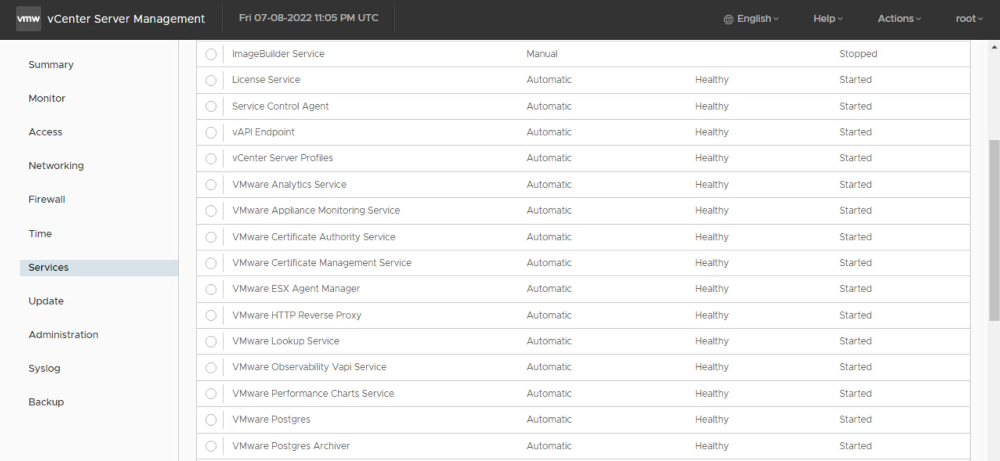 vmw vCenter Server Management Fri 07-08-2022 11:05 PM UTC English Help Actions root
Summary
Monitor
Access
Networking
Firewall
Time
Services
Update
Administration
Syslog
Backup
ImageBuilder Service Manual Stopped
License Service Automatic Healthy Started
Service Control Agent Automatic Healthy Started
vAPI Endpoint Automatic Healthy Started
vCenter Server Profiles Automatic Healthy Started
VMware Analytics Service Automatic Healthy Started
VMware Appliance Monitoring Service Automatic Healthy Started
VMware Certificate Authority Service Automatic Healthy Started
VMware Certificate Management Service Automatic Healthy Started
VMware ESX Agent Manager Automatic Healthy Started
VMware HTTP Reverse Proxy Automatic Healthy Started
VMware Lookup Service Automatic Healthy Started
VMware Observability Vapi Service Automatic Healthy Started
VMware Performance Charts Service Automatic Healthy Started
VMware Postgres Automatic Healthy Started
VMware Postgres Archiver Automatic Healthy Started